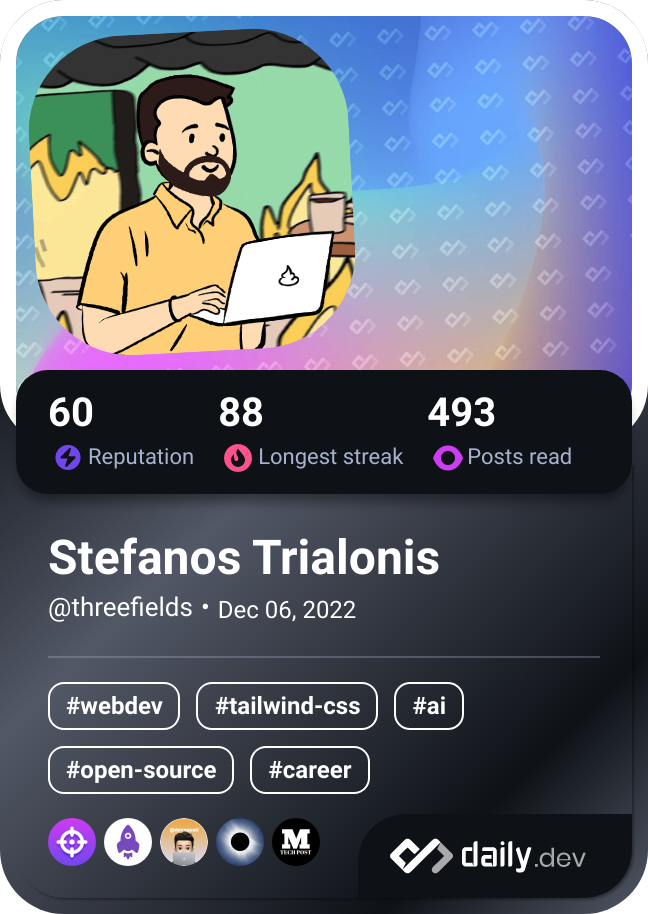 60 88 493
Reputation Longest streak Posts read
Stefanos Trialonis
@threefields • Dec 06, 2022
#webdev #tailwind-css #ai
#open-source #career
M
TECH POST
daily.dev